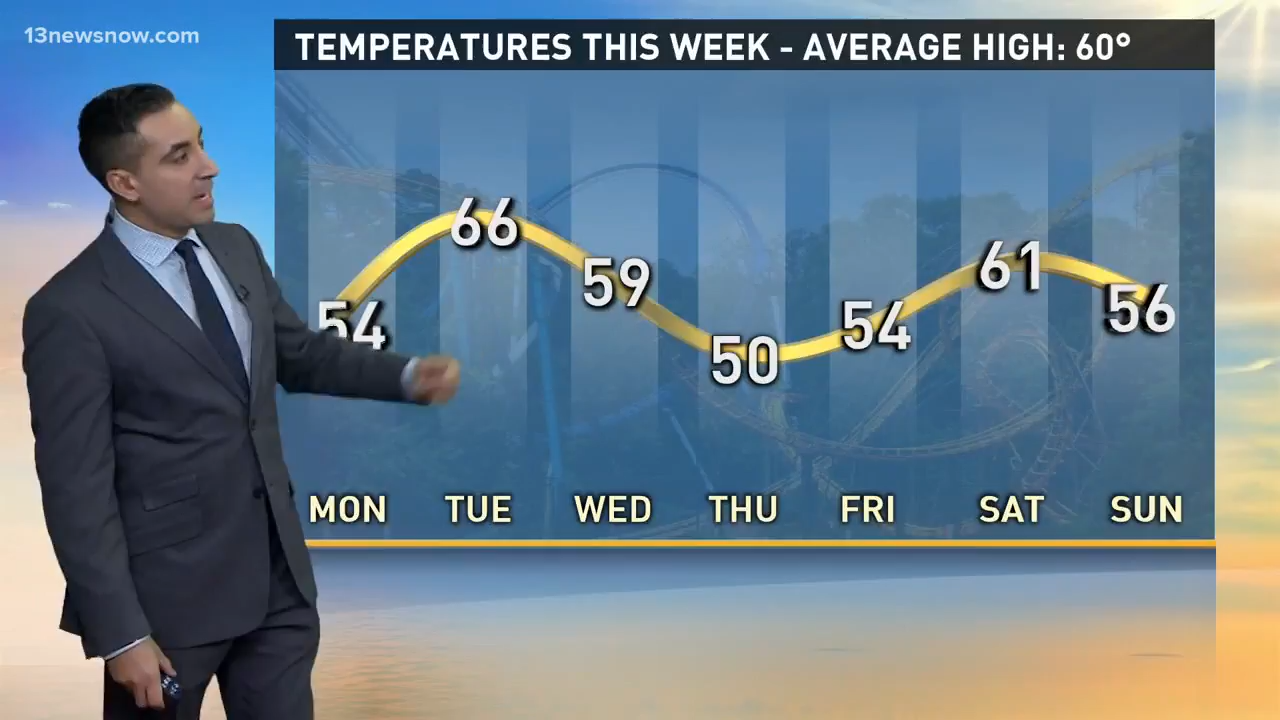 13newsnow.com
TEMPERATURES THIS WEEK - AVERAGE HIGH: 60°
54
66
59
50
54
61
56
MON TUE WED THU FRI SAT SUN